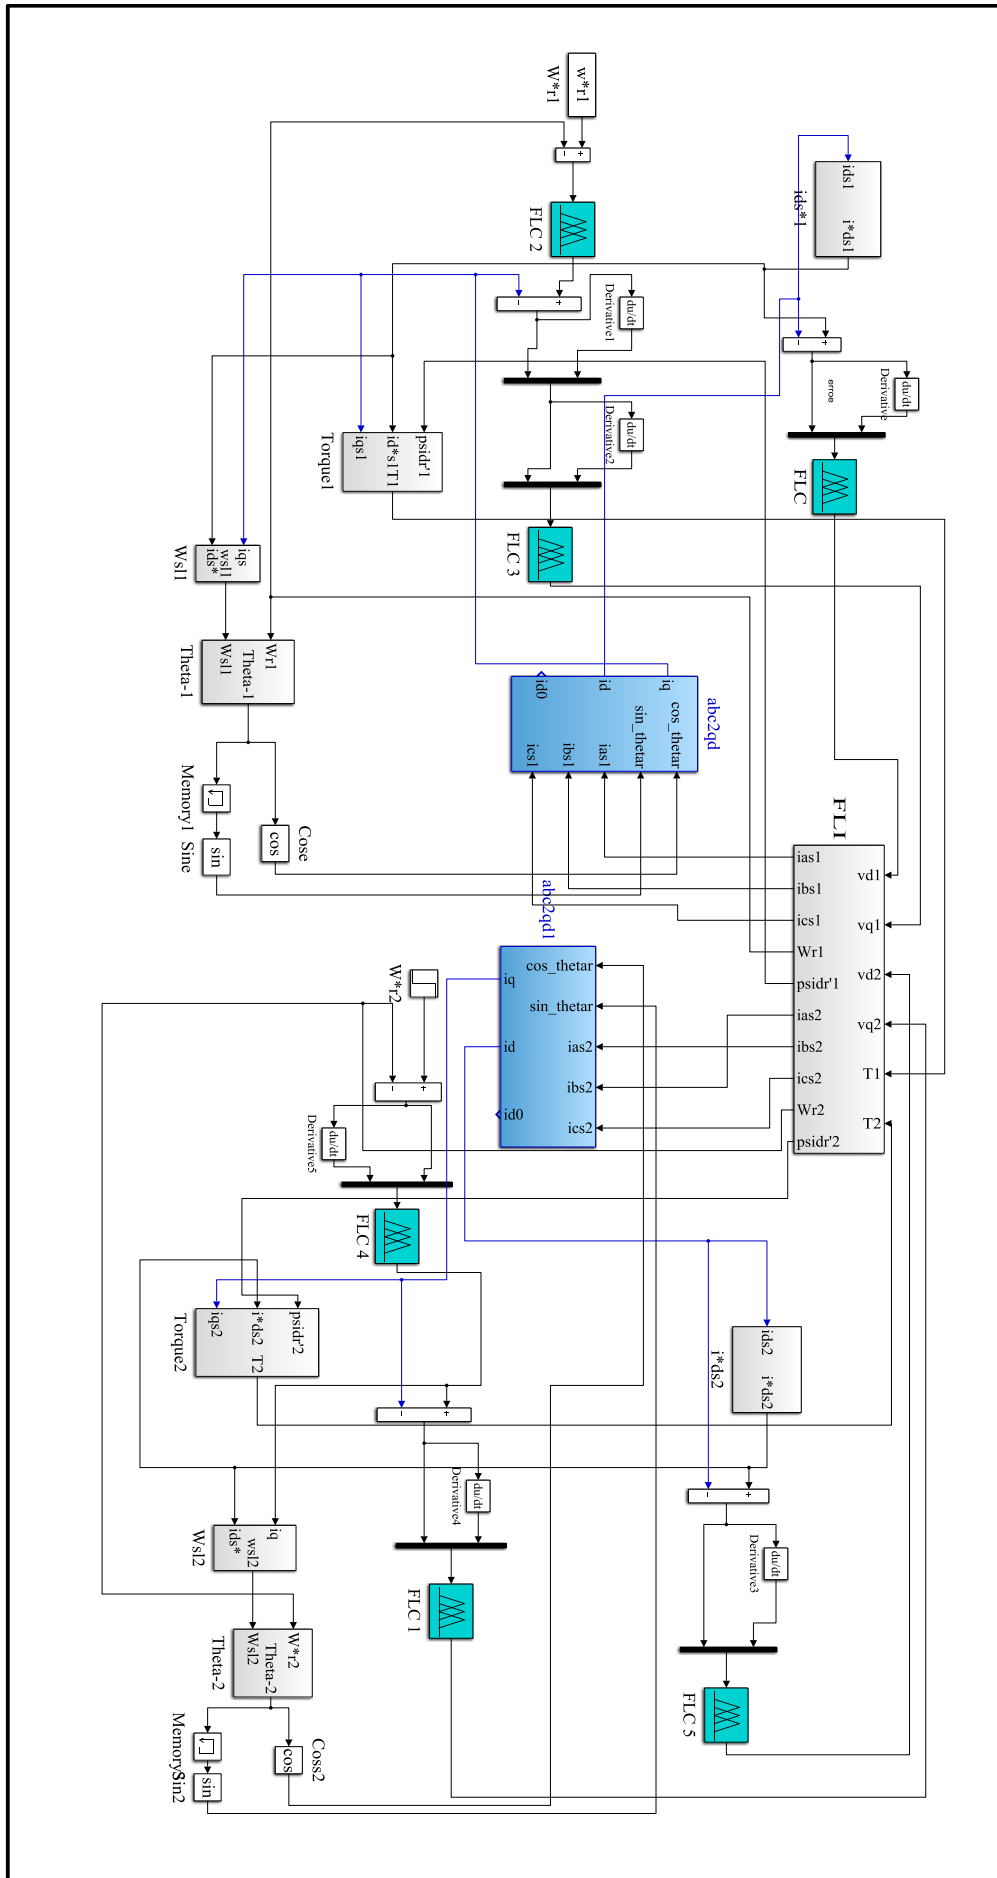 w*r1
W*r1
+
-
FLC 2
ids1
i*ds1
ids*1
+
-
+
-
du/dt
Derivative1
du/dt
Derivative
erroe
FLC
du/dt
Derivative2
psidr'1
id*s1T1
iqs1
Torque1
FLC 3
iqs
wsl1
ids*
Wsl1
Wr1
Theta-1
Wsl1
Theta-1
abc2qd
iq
id
id0
cos_thetar
sin_thetar
ias1
ibs1
ics1
Memory1
Sine
sin
Cose
cos
FLI
ias1
ibs1
ics1
Wr1
psidr'1
ias2
ibs2
ics2
Wr2
psidr'2
vd1
vq1
vd2
vq2
T1
T2
abc2qd1
cos_thetar
sin_thetar
ias2
ibs2
ics2
iq
id
id0
W*r2
+
-
du/dt
Derivative5
FLC 4
psidr'2
i*ds2
T2
iqs2
Torque2
ids2
i*ds2
i*ds2
+
-
+
-
du/dt
Derivative4
du/dt
Derivative3
FLC 1
FLC 5
iq
wsl2
ids*
Wsl2
W*r2
Theta-2
Wsl2
Theta-2
Coss2
cos
sin
Sin2